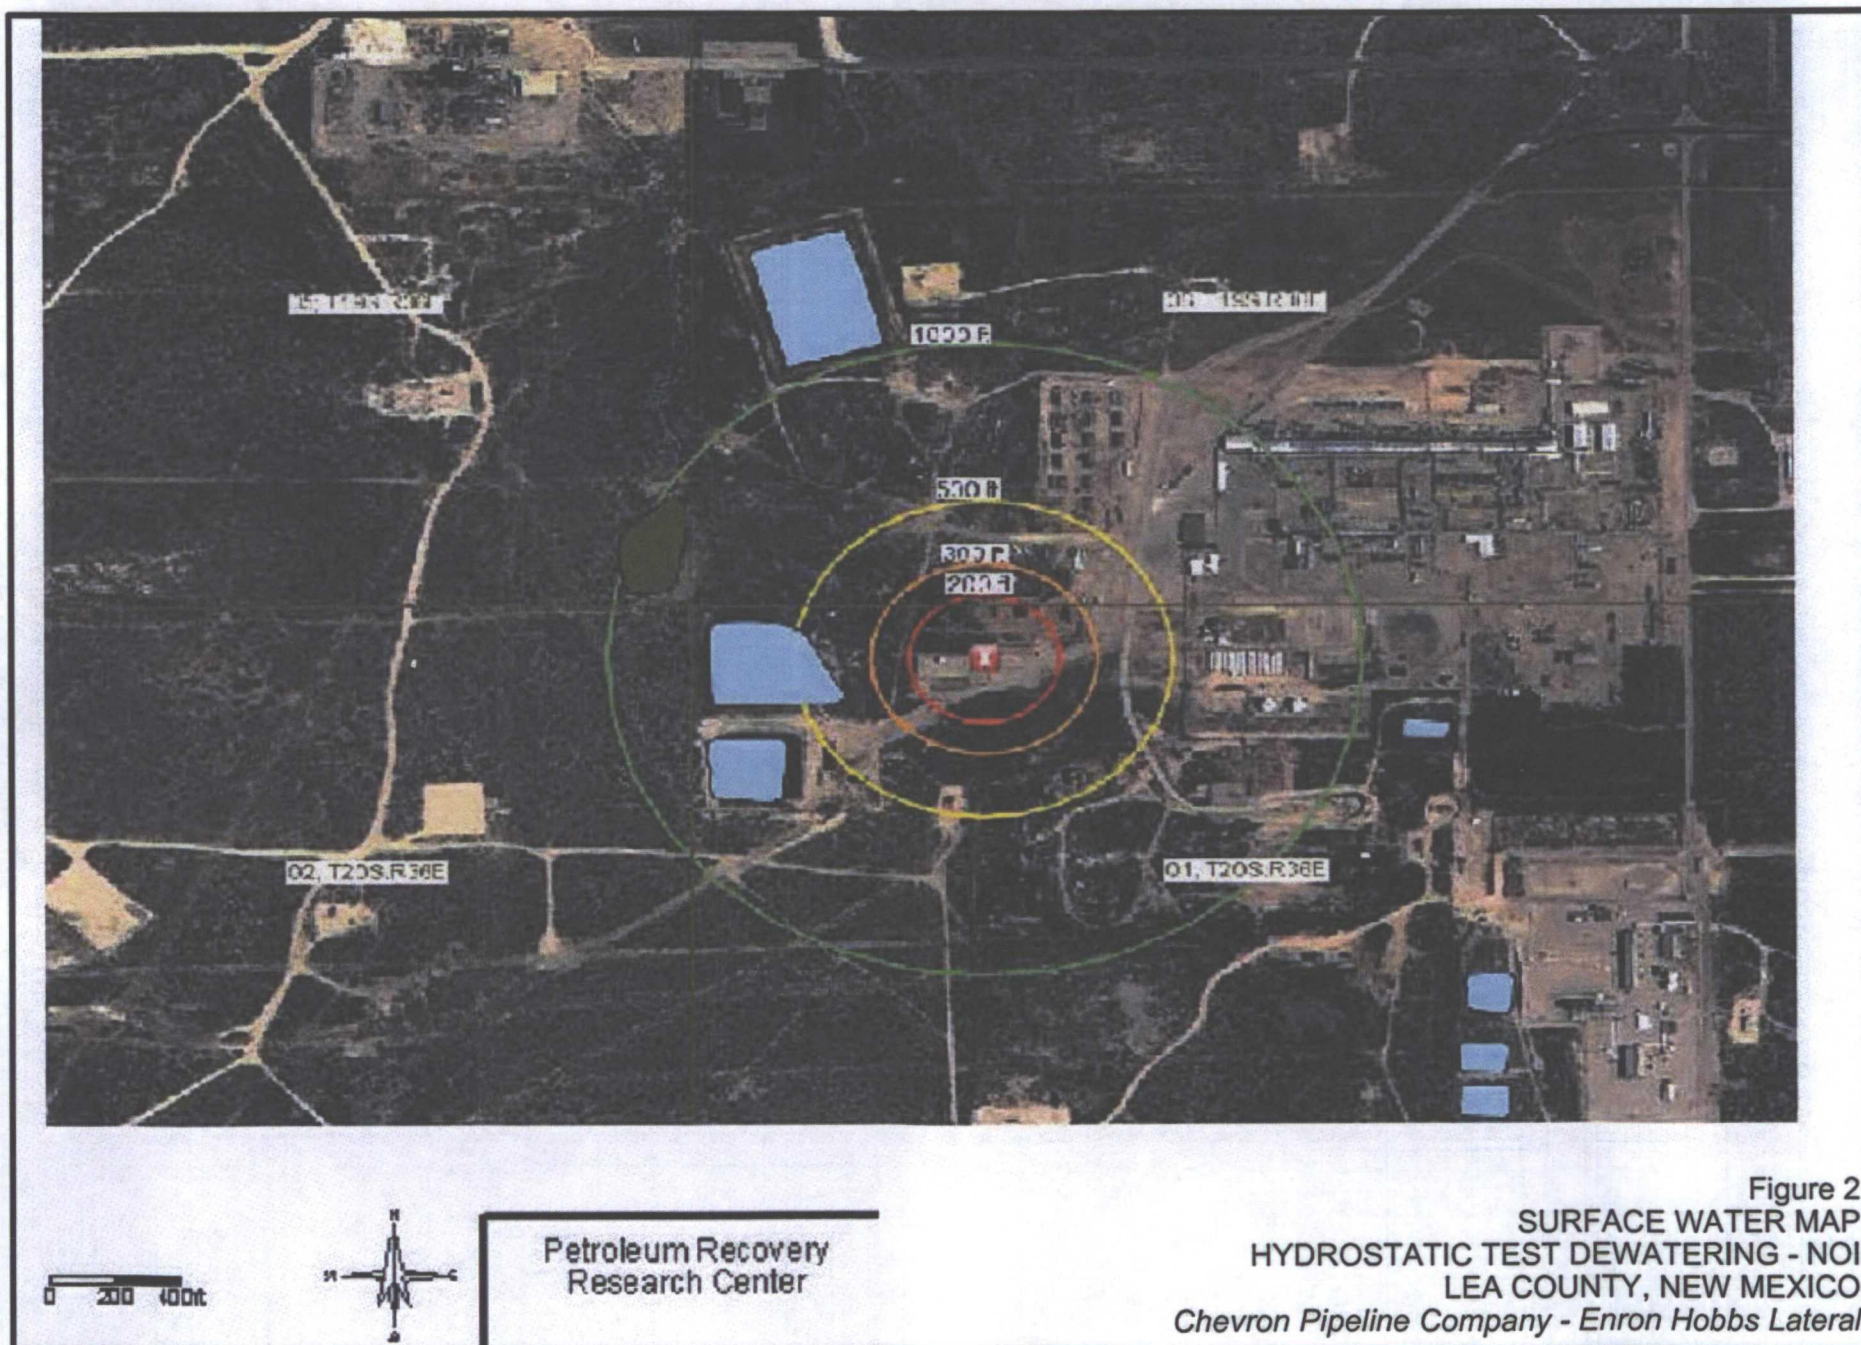 1000 ft
500 ft
300 ft
200 ft
02, T20S.R36E
01, T20S.R36E
0 200 400ft
N
Petroleum Recovery
Research Center
Figure 2
SURFACE WATER MAP
HYDROSTATIC TEST DEWATERING - NOI
LEA COUNTY, NEW MEXICO
Chevron Pipeline Company - Enron Hobbs Lateral